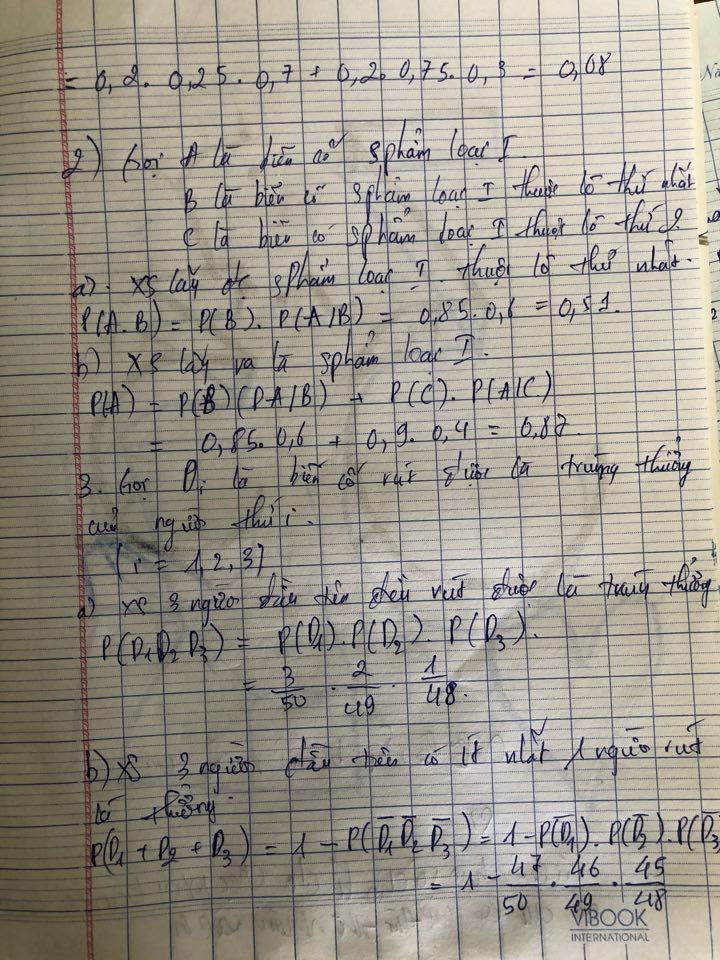 = 0,2. 0,25. 0,7 + 0,2. 0,75. 0,3 = 0,08
2) Gọi A là biến cố sphẩm loại I.
B là biến cố sphẩm loại I thuộc lô thứ nhất
C là biến cố sphẩm loại I thuộc lô thứ 2.
a) XS lấy đc sphẩm loại I thuộc lô thứ nhất.
P(A.B) = P(B). P(A/B) = 0,85. 0,6 = 0,51.
b) XS lấy ra là sphẩm loại I.
P(A) = P(B)(PA/B) + P(C). P(A/C)
= 0,85. 0,6 + 0,9. 0,4 = 0,87
3. Gọi Di là biến cố rút được lá trúng thưởng
của người thứ i.
(i = 1,2,3)
a) XS 3 người đầu tiên đều rút được lá trúng thưởng
P(D1D2D3) = P(D1).P(D2). P(D3).
= 3/50 . 2/49 . 1/48.
b) XS 3 người đầu tiên có ít nhất 1 người rút
lá thưởng.
P(D1 + D2 + D3) = 1 - P(D̄1 D̄2 D̄3) = 1 - P(D̄1). P(D̄2). P(D̄3
= 1 - 47/50 . 46/49 . 45/48
VIBOOK
INTERNATIONAL